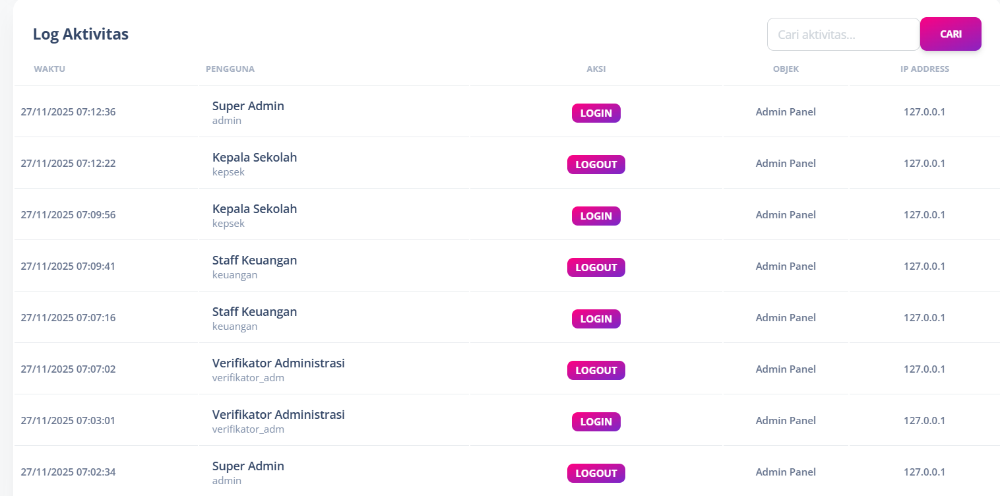 Log Aktivitas
Cari aktivitas...
CARI
WAKTU PENGGUNA AKSI OBJEK IP ADDRESS
27/11/2025 07:12:36 Super Admin LOGIN Admin Panel 127.0.0.1
admin
27/11/2025 07:12:22 Kepala Sekolah LOGOUT Admin Panel 127.0.0.1
kepsek
27/11/2025 07:09:56 Kepala Sekolah LOGIN Admin Panel 127.0.0.1
kepsek
27/11/2025 07:09:41 Staff Keuangan LOGOUT Admin Panel 127.0.0.1
keuangan
27/11/2025 07:07:16 Staff Keuangan LOGIN Admin Panel 127.0.0.1
keuangan
27/11/2025 07:07:02 Verifikator Administrasi LOGOUT Admin Panel 127.0.0.1
verifikator_adm
27/11/2025 07:03:01 Verifikator Administrasi LOGIN Admin Panel 127.0.0.1
verifikator_adm
27/11/2025 07:02:34 Super Admin LOGOUT Admin Panel 127.0.0.1
admin